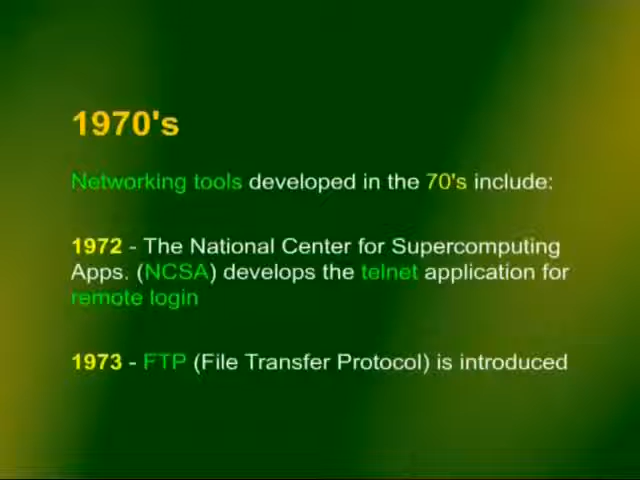 1970's
Networking tools developed in the 70's include:
1972 - The National Center for Supercomputing
Apps. (NCSA) develops the telnet application for
remote login
1973 - FTP (File Transfer Protocol) is introduced